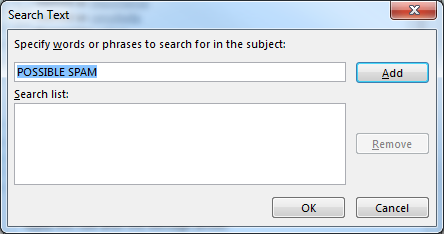 Search Text
Specify words or phrases to search for in the subject:
POSSIBLE SPAM
Add
Search list:
Remove
OK
Cancel